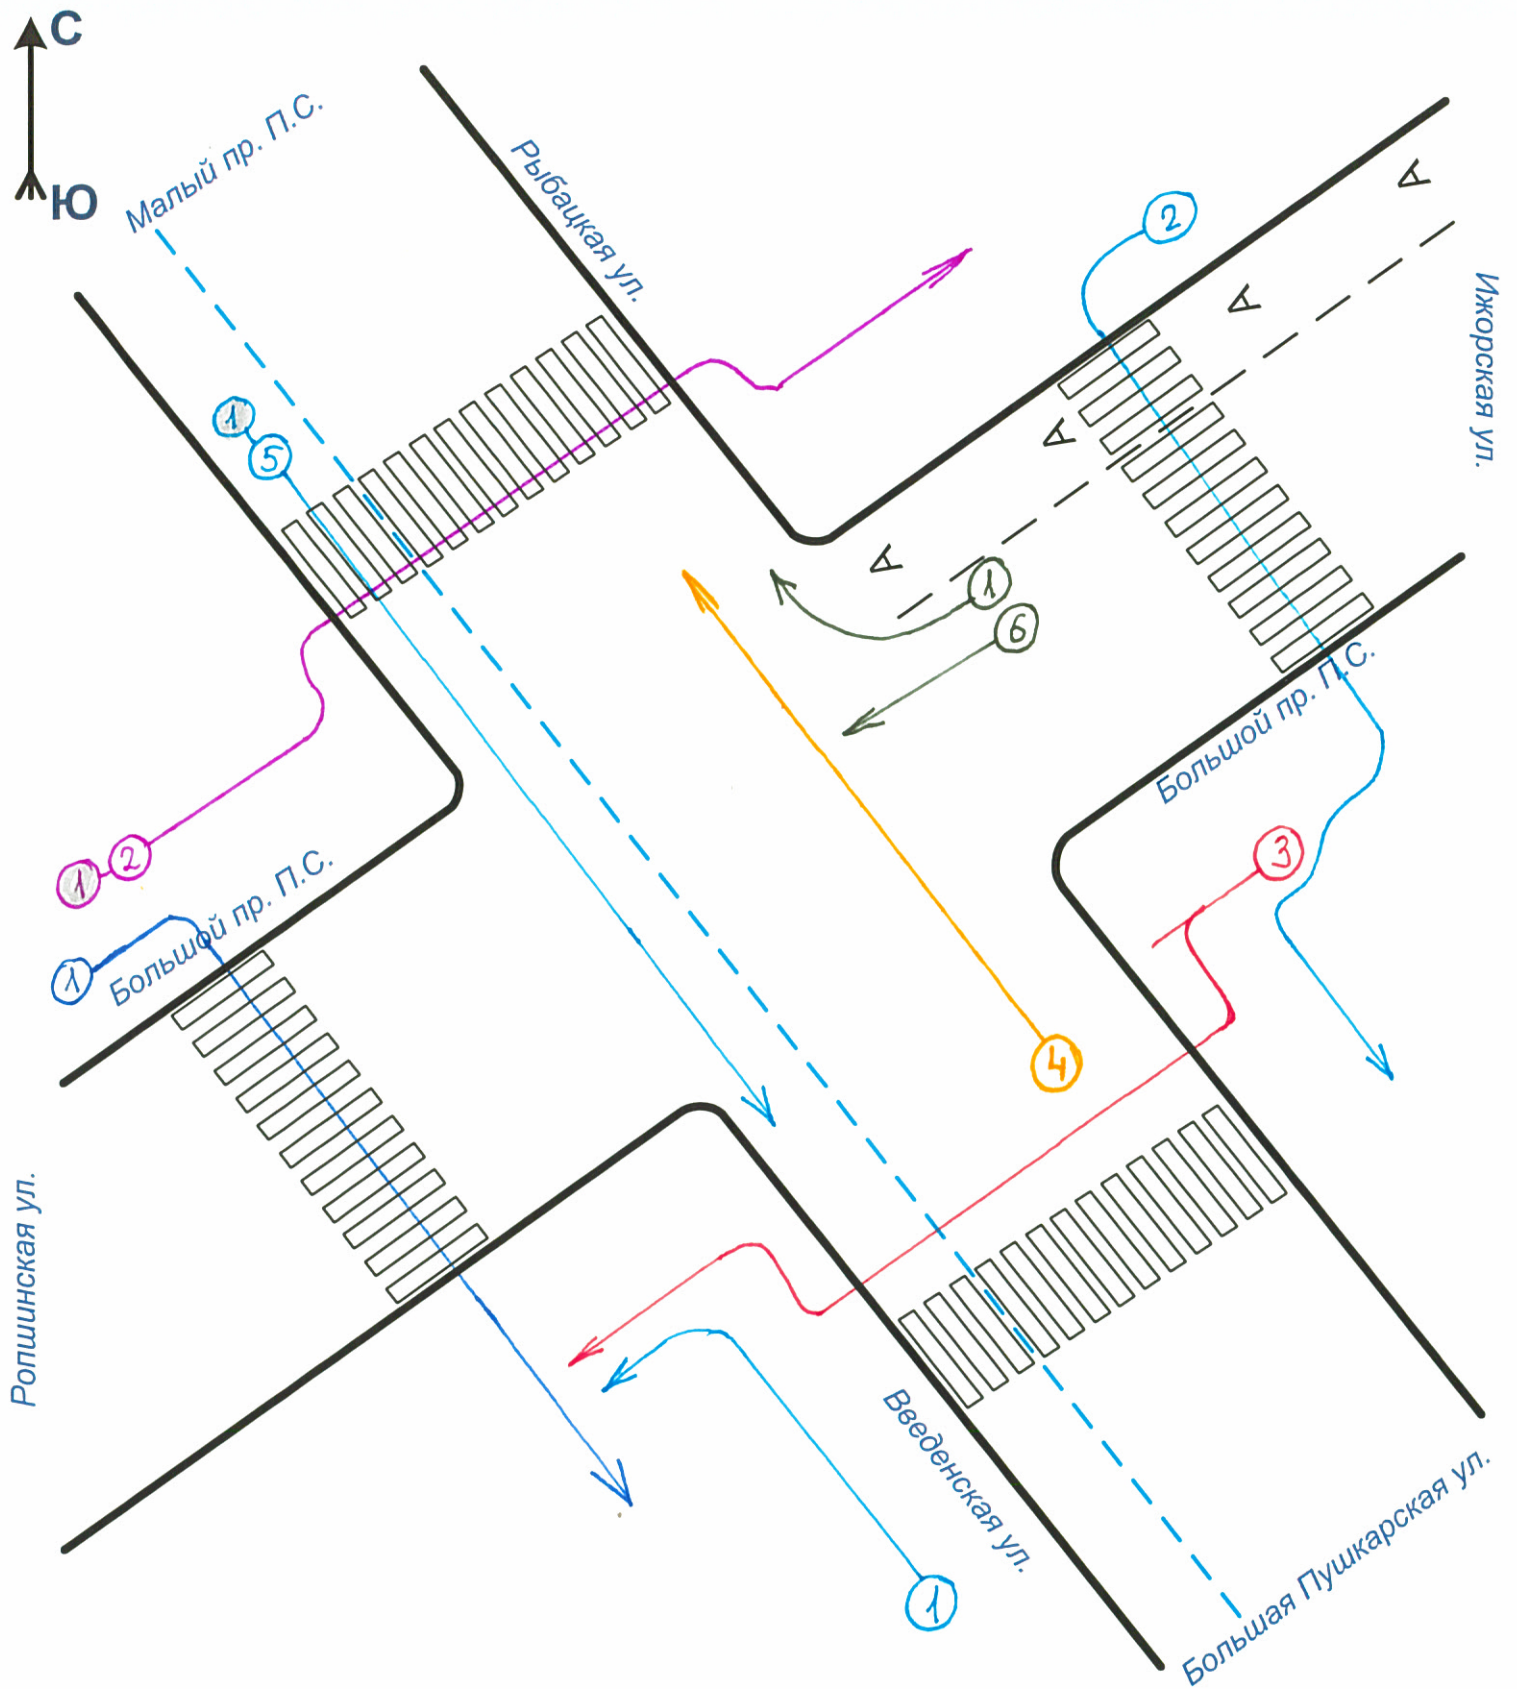 С
Ю
Малый пр. П.С.
Рыбацкая ул.
А
2
А
Ижорская ул.
1
5
А
А
1
6
Большой пр. П.С.
1
2
3
Большой пр. П.С.
1
4
Ропшинская ул.
Введенская ул.
1
Большая Пушкарская ул.